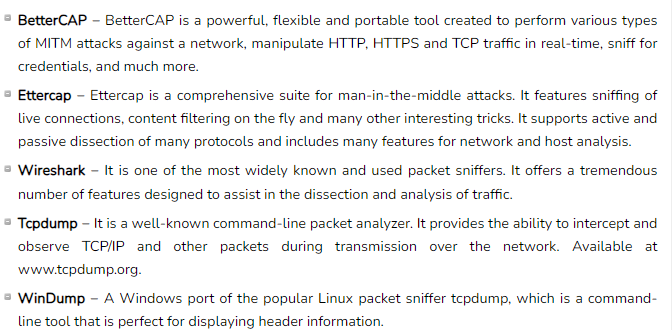 BetterCAP – BetterCAP is a powerful, flexible and portable tool created to perform various types
of MITM attacks against a network, manipulate HTTP, HTTPS and TCP traffic in real-time, sniff for
credentials, and much more.
Ettercap – Ettercap is a comprehensive suite for man-in-the-middle attacks. It features sniffing of
live connections, content filtering on the fly and many other interesting tricks. It supports active and
passive dissection of many protocols and includes many features for network and host analysis.
Wireshark – It is one of the most widely known and used packet sniffers. It offers a tremendous
number of features designed to assist in the dissection and analysis of traffic.
Tcpdump – It is a well-known command-line packet analyzer. It provides the ability to intercept and
observe TCP/IP and other packets during transmission over the network. Available at
www.tcpdump.org.
WinDump – A Windows port of the popular Linux packet sniffer tcpdump, which is a command-
line tool that is perfect for displaying header information.